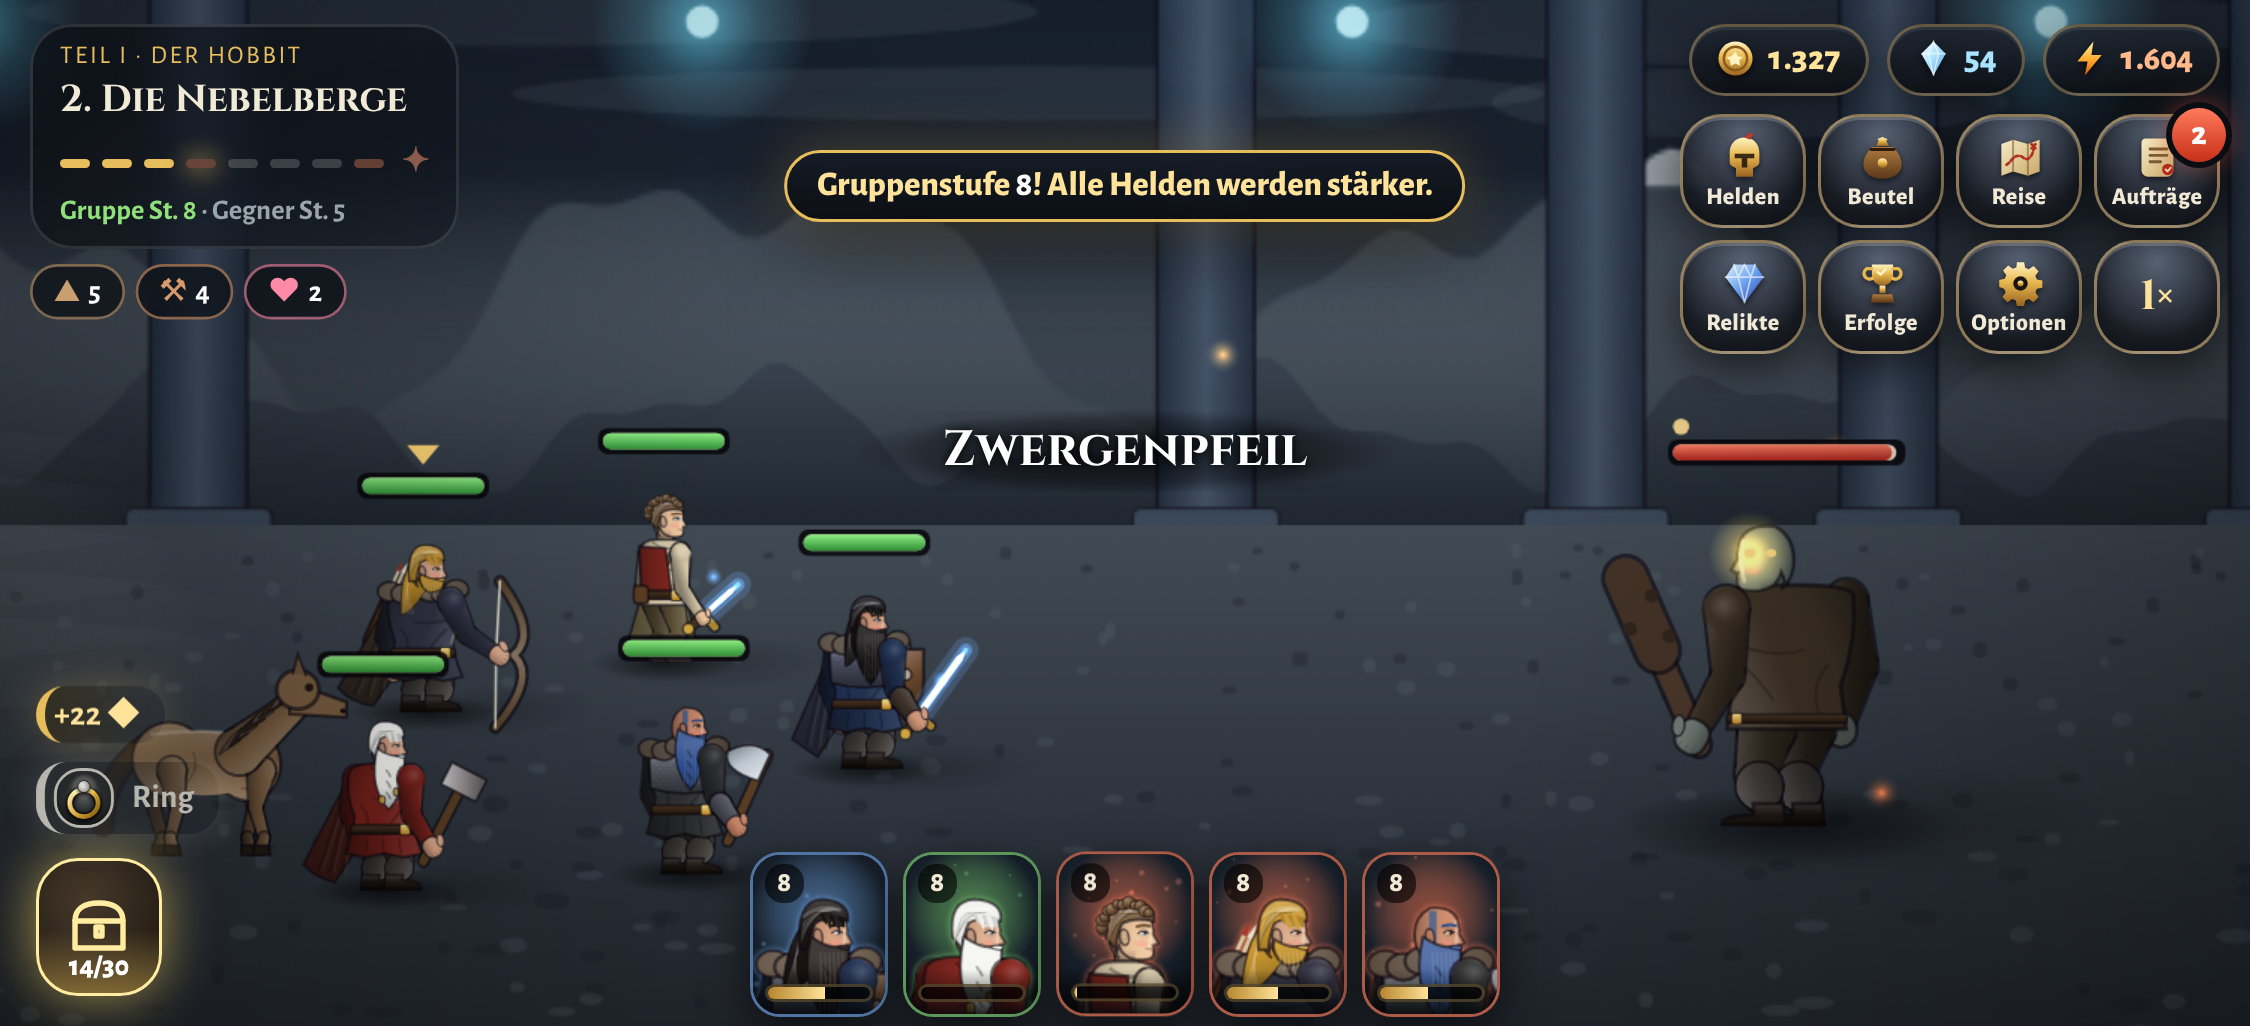 TEIL I · DER HOBBIT
2. Die Nebelberge
Gruppe St. 8 · Gegner St. 5
5
4
2
Gruppenstufe 8! Alle Helden werden stärker.
1.327
54
1.604
Helden
Beutel
Reise
Aufträge
2
Relikte
Erfolge
Optionen
1×
Zwergenpfeil
+22
Ring
14/30
8
8
8
8
8